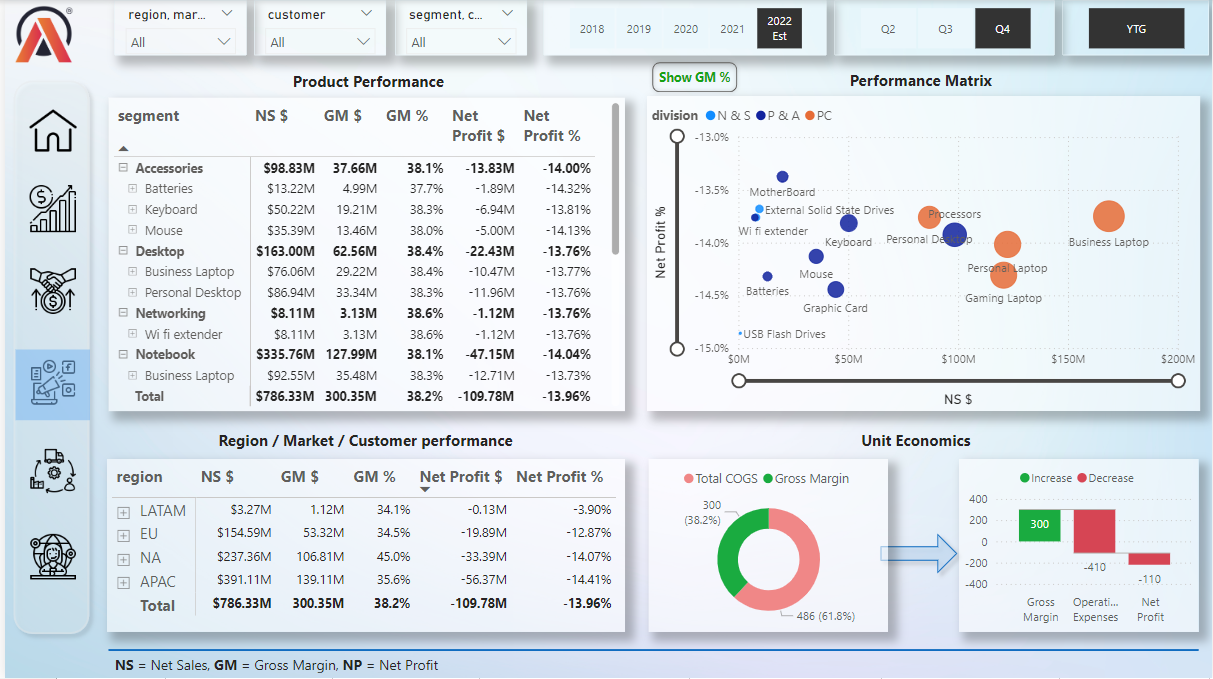 region, mar...
All
customer
All
segment, c...
All
2018 2019 2020 2021 2022 Est
Q2 Q3 Q4
YTG
Product Performance
segment NS $ GM $ GM % Net Profit $ Net Profit %
Accessories $98.83M 37.66M 38.1% -13.83M -14.00%
Batteries $13.22M 4.99M 37.7% -1.89M -14.32%
Keyboard $50.22M 19.21M 38.3% -6.94M -13.81%
Mouse $35.39M 13.46M 38.0% -5.00M -14.13%
Desktop $163.00M 62.56M 38.4% -22.43M -13.76%
Business Laptop $76.06M 29.22M 38.4% -10.47M -13.77%
Personal Desktop $86.94M 33.34M 38.3% -11.96M -13.76%
Networking $8.11M 3.13M 38.6% -1.12M -13.76%
Wi fi extender $8.11M 3.13M 38.6% -1.12M -13.76%
Notebook $335.76M 127.99M 38.1% -47.15M -14.04%
Business Laptop $92.55M 35.48M 38.3% -12.71M -13.73%
Total $786.33M 300.35M 38.2% -109.78M -13.96%
Show GM %
Performance Matrix
division N & S P & A PC
Net Profit %
-13.0%
-13.5%
-14.0%
-14.5%
-15.0%
MotherBoard
External Solid State Drives
Wi fi extender
Keyboard
Processors
Personal Desktop
Business Laptop
Mouse
Personal Laptop
Batteries
Graphic Card
Gaming Laptop
USB Flash Drives
$0M $50M $100M $150M $200M
NS $
Region / Market / Customer performance
region NS $ GM $ GM % Net Profit $ Net Profit %
LATAM $3.27M 1.12M 34.1% -0.13M -3.90%
EU $154.59M 53.32M 34.5% -19.89M -12.87%
NA $237.36M 106.81M 45.0% -33.39M -14.07%
APAC $391.11M 139.11M 35.6% -56.37M -14.41%
Total $786.33M 300.35M 38.2% -109.78M -13.96%
Unit Economics
Total COGS Gross Margin
300
(38.2%)
486 (61.8%)
Increase Decrease
400
200
0
-200
-400
300
-410
-110
Gross Margin
Operati... Expenses
Net Profit
NS = Net Sales, GM = Gross Margin, NP = Net Profit